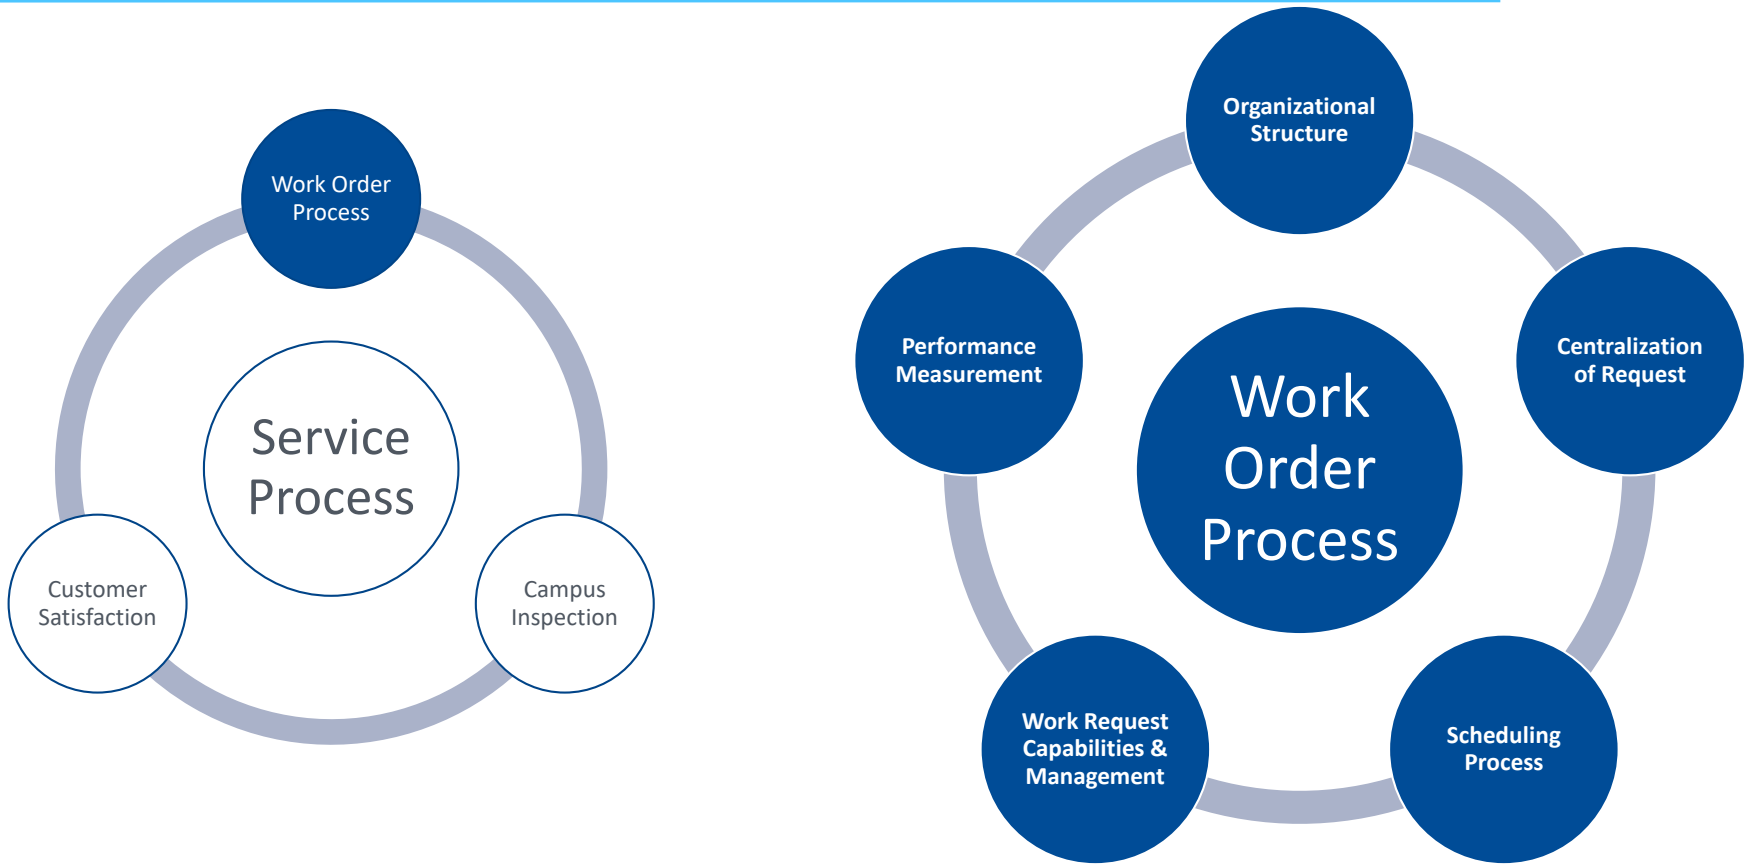 Work Order
Process
Service
Process
Customer
Satisfaction
Campus
Inspection
Organizational
Structure
Performance
Measurement
Centralization
of Request
Work
Order
Process
Work Request
Capabilities &
Management
Scheduling
Process